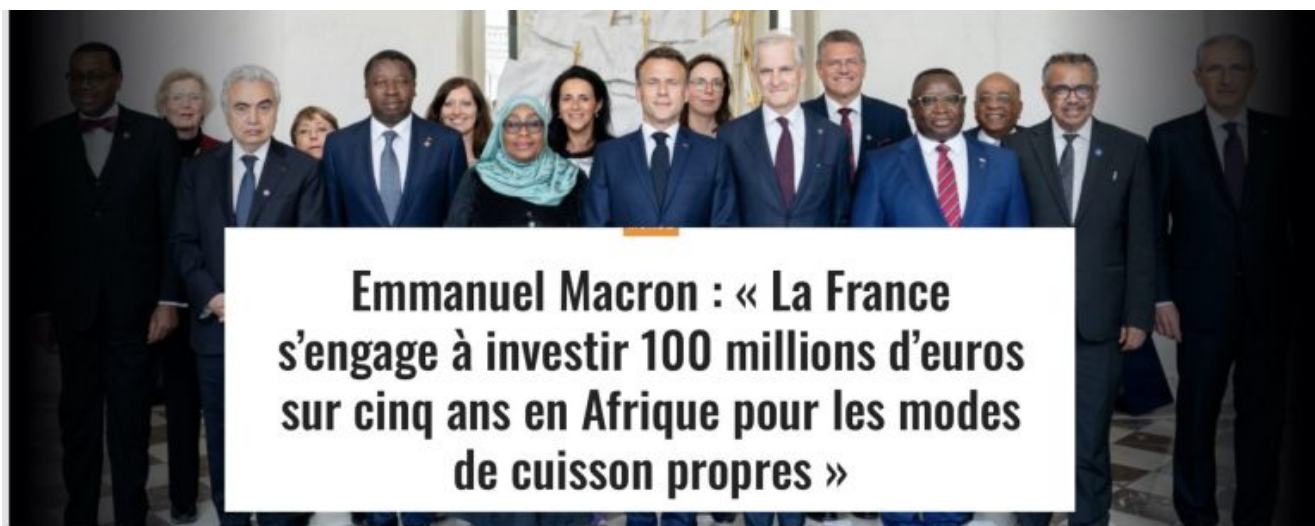 Emmanuel Macron : « La France
s’engage à investir 100 millions d’euros
sur cinq ans en Afrique pour les modes
de cuisson propres »